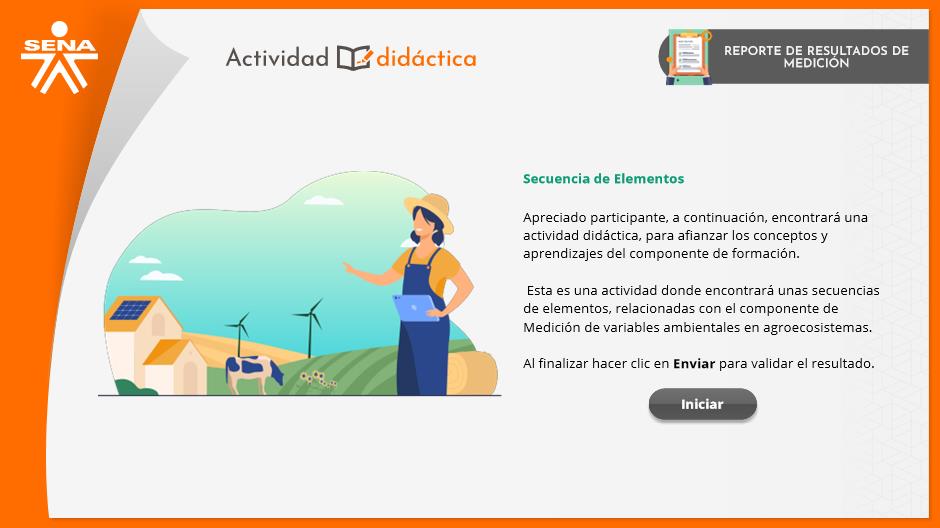 SENA
Actividad didáctica
REPORTE DE RESULTADOS DE
MEDICIÓN
Secuencia de Elementos
Apreciado participante, a continuación, encontrará una
actividad didáctica, para afianzar los conceptos y
aprendizajes del componente de formación.
Esta es una actividad donde encontrará unas secuencias
de elementos, relacionadas con el componente de
Medición de variables ambientales en agroecosistemas.
Al finalizar hacer clic en Enviar para validar el resultado.
Iniciar